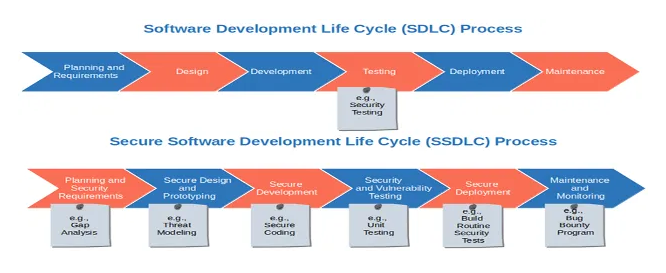 Software Development Life Cycle (SDLC) Process
Planning and
Requirements
Design
Development
Testing
Deployment
Maintenance
e.g.,
Security
Testing
Secure Software Development Life Cycle (SSDLC) Process
Planning and
Security
Requirements
Secure Design
and
Prototyping
Secure
Development
Security
and Vulnerability
Testing
Secure
Deployment
Maintenance
and
Monitoring
e.g.,
Gap
Analysis
e.g.,
Threat
Modeling
e.g.,
Secure
Coding
e.g.,
Unit
Testing
e.g.,
Build
Routine
Security
Tests
e.g.,
Bug
Bounty
Program